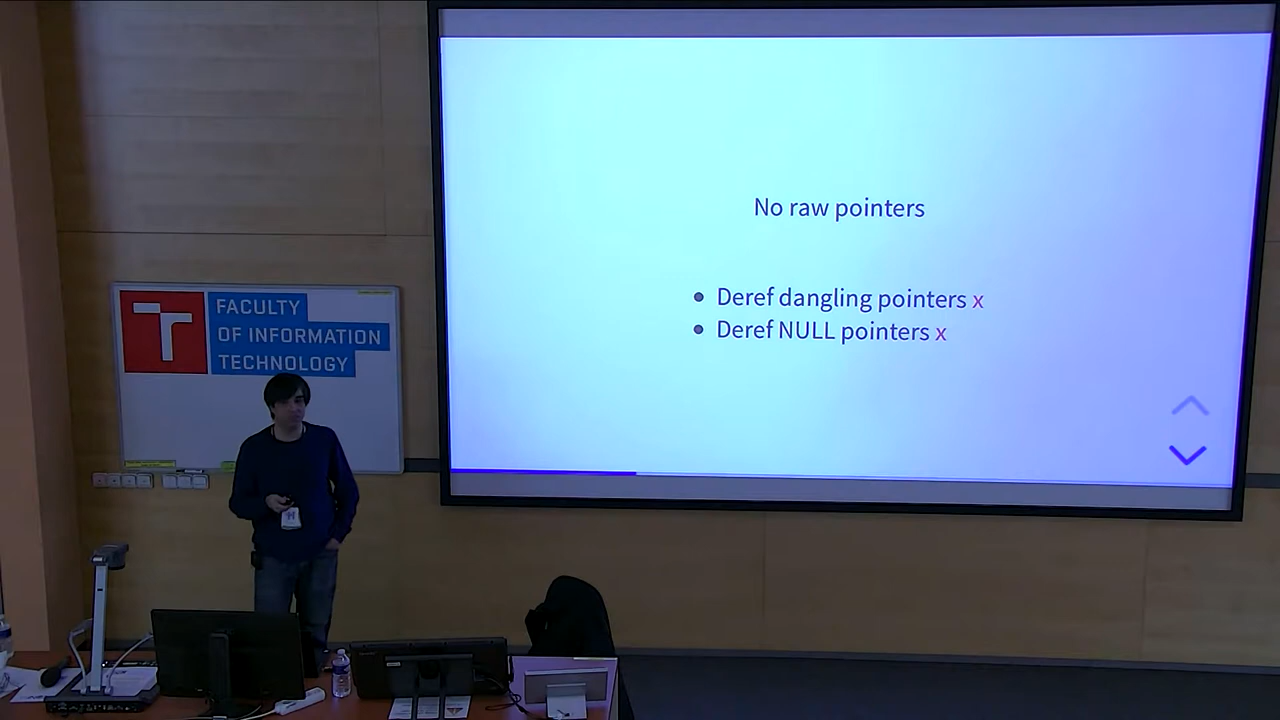 No raw pointers
Deref dangling pointers x
Deref NULL pointers x
FACULTY
OF INFORMATION
TECHNOLOGY